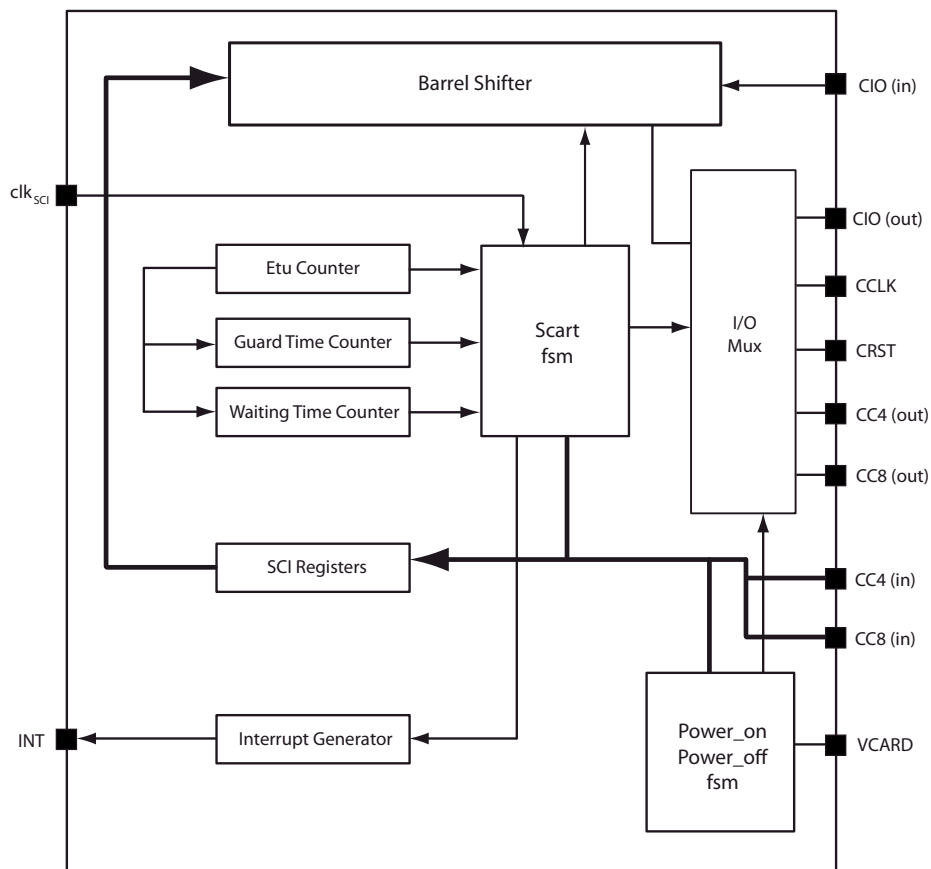 Barrel Shifter
CIO (in)
clkSCI
CIO (out)
Etu Counter
CCLK
Scart
fsm
I/O
Mux
Guard Time Counter
CRST
Waiting Time Counter
CC4 (out)
CC8 (out)
SCI Registers
CC4 (in)
CC8 (in)
INT
Interrupt Generator
Power_on
Power_off
fsm
VCARD